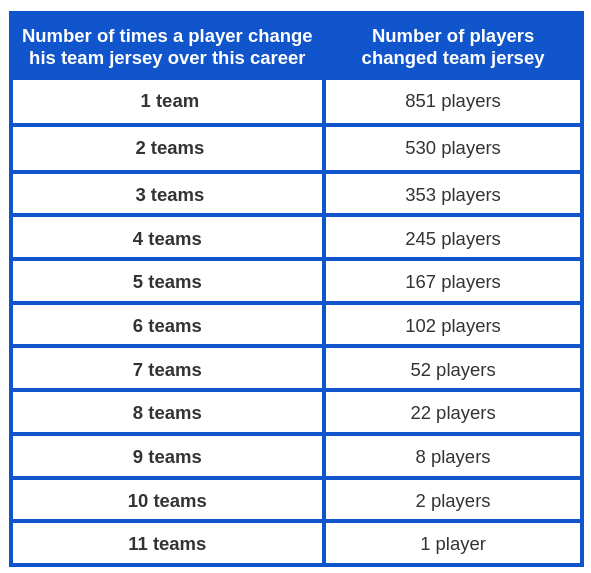 Number of times a player change
his team jersey over this career
Number of players
changed team jersey
1 team
851 players
2 teams
530 players
3 teams
353 players
4 teams
245 players
5 teams
167 players
6 teams
102 players
7 teams
52 players
8 teams
22 players
9 teams
8 players
10 teams
2 players
11 teams
1 player